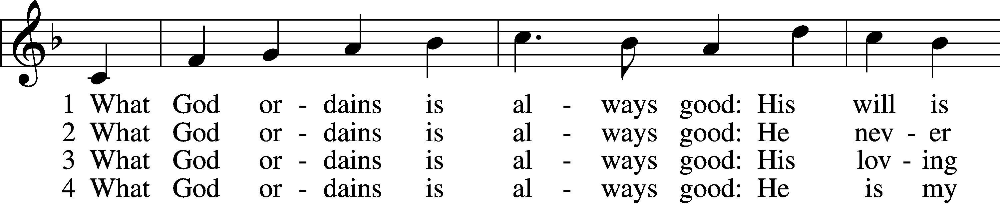 1 What God or - dains is al - ways good: His will is
2 What God or - dains is al - ways good: He nev - er
3 What God or - dains is al - ways good: His lov - ing
4 What God or - dains is al - ways good: He is my